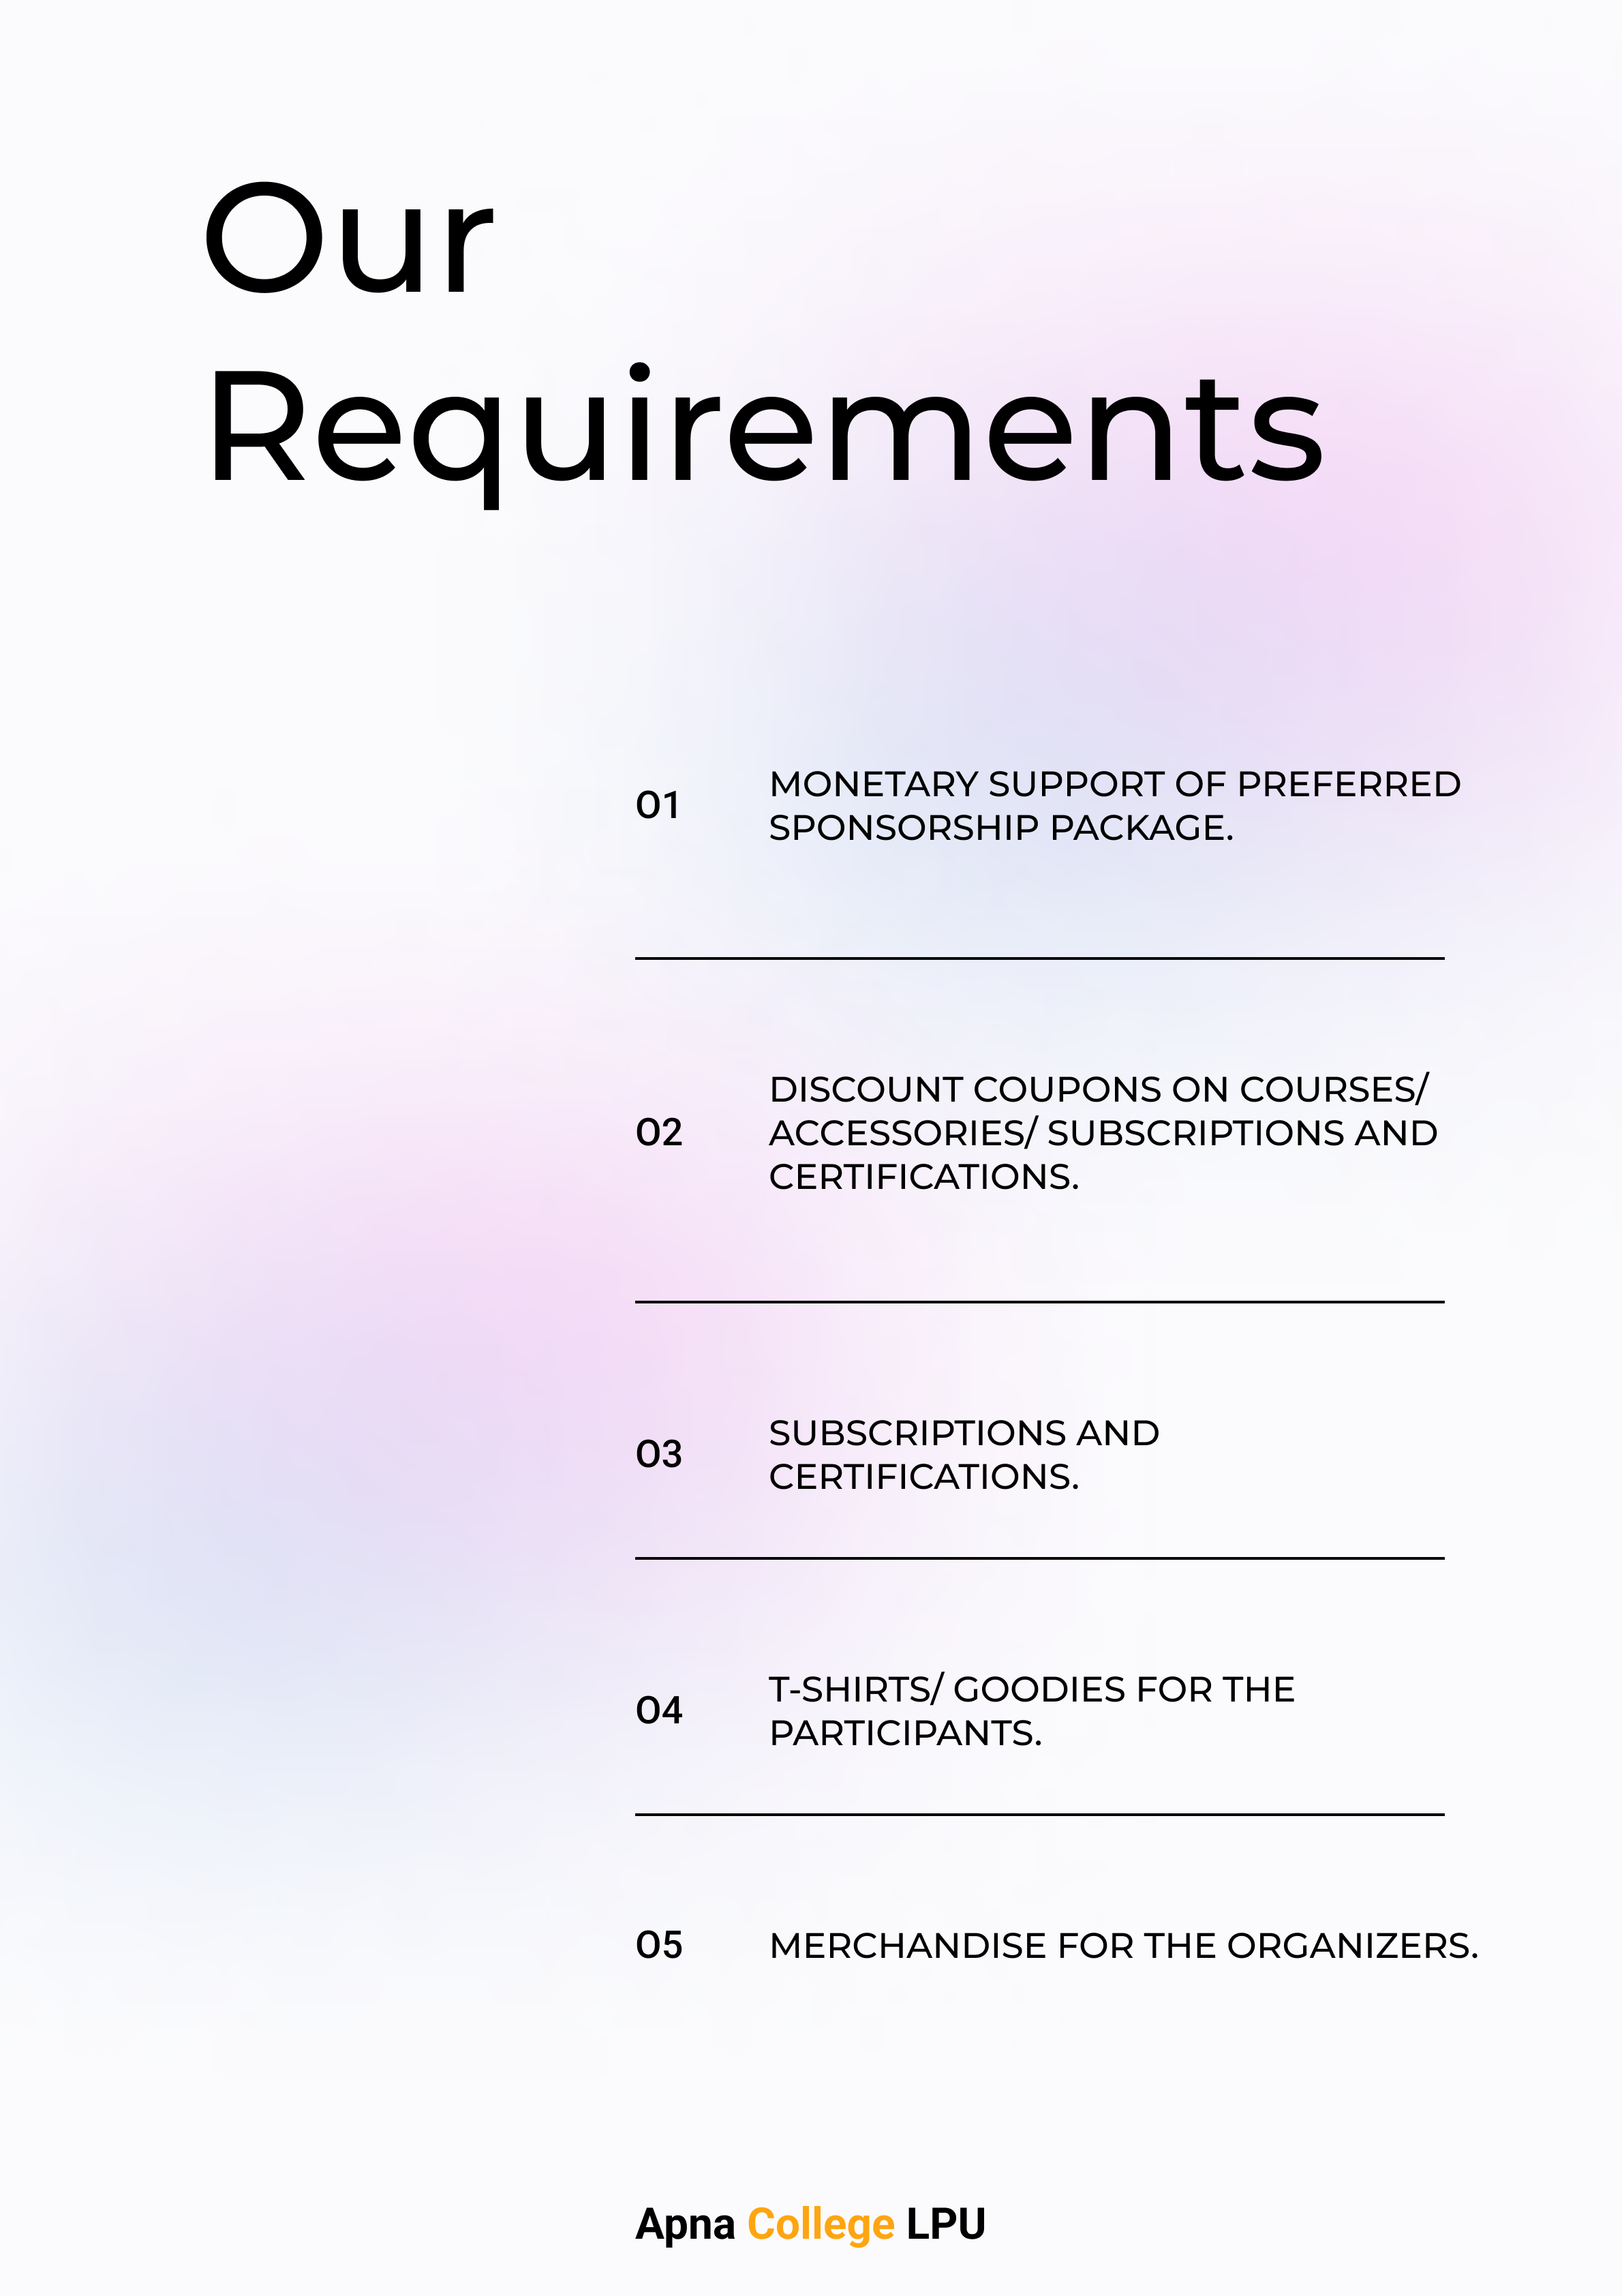 Our
Requirements
01
MONETARY SUPPORT OF PREFERRED
SPONSORSHIP PACKAGE.
02
DISCOUNT COUPONS ON COURSES/
ACCESSORIES/ SUBSCRIPTIONS AND
CERTIFICATIONS.
03
SUBSCRIPTIONS AND
CERTIFICATIONS.
04
T-SHIRTS/ GOODIES FOR THE
PARTICIPANTS.
05
MERCHANDISE FOR THE ORGANIZERS.
Apna College LPU